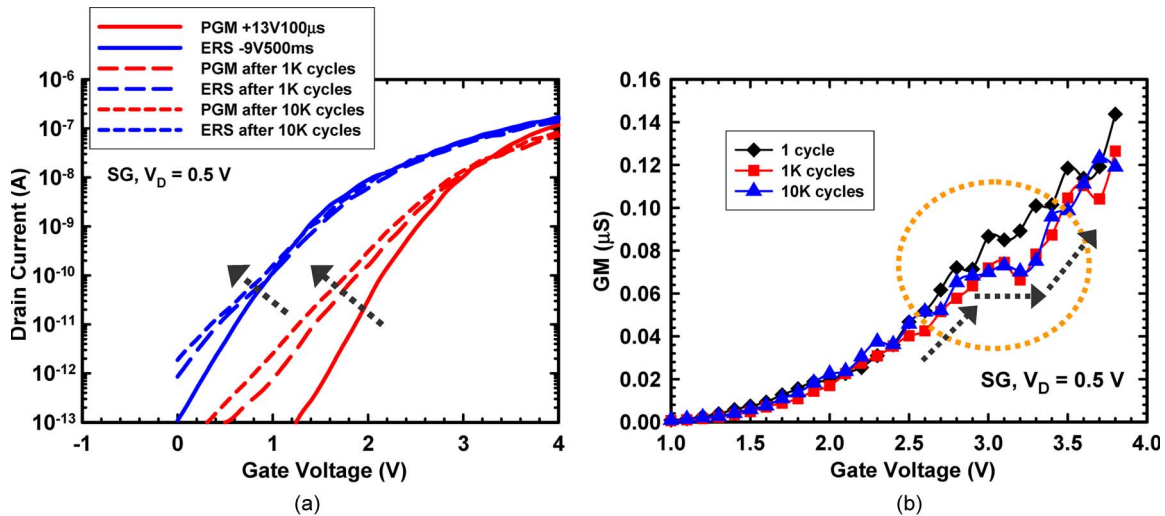 PGM +13V100μs
ERS -9V500ms
PGM after 1K cycles
ERS after 1K cycles
PGM after 10K cycles
ERS after 10K cycles
SG, VD = 0.5 V
Drain Current (A)
10-6
10-7
10-8
10-9
10-10
10-11
10-12
10-13
-1 0 1 2 3 4
Gate Voltage (V)
(a)
GM (μS)
0.16
0.14
0.12
0.10
0.08
0.06
0.04
0.02
0.00
1 cycle
1K cycles
10K cycles
SG, VD = 0.5 V
1.0 1.5 2.0 2.5 3.0 3.5 4.0
Gate Voltage (V)
(b)